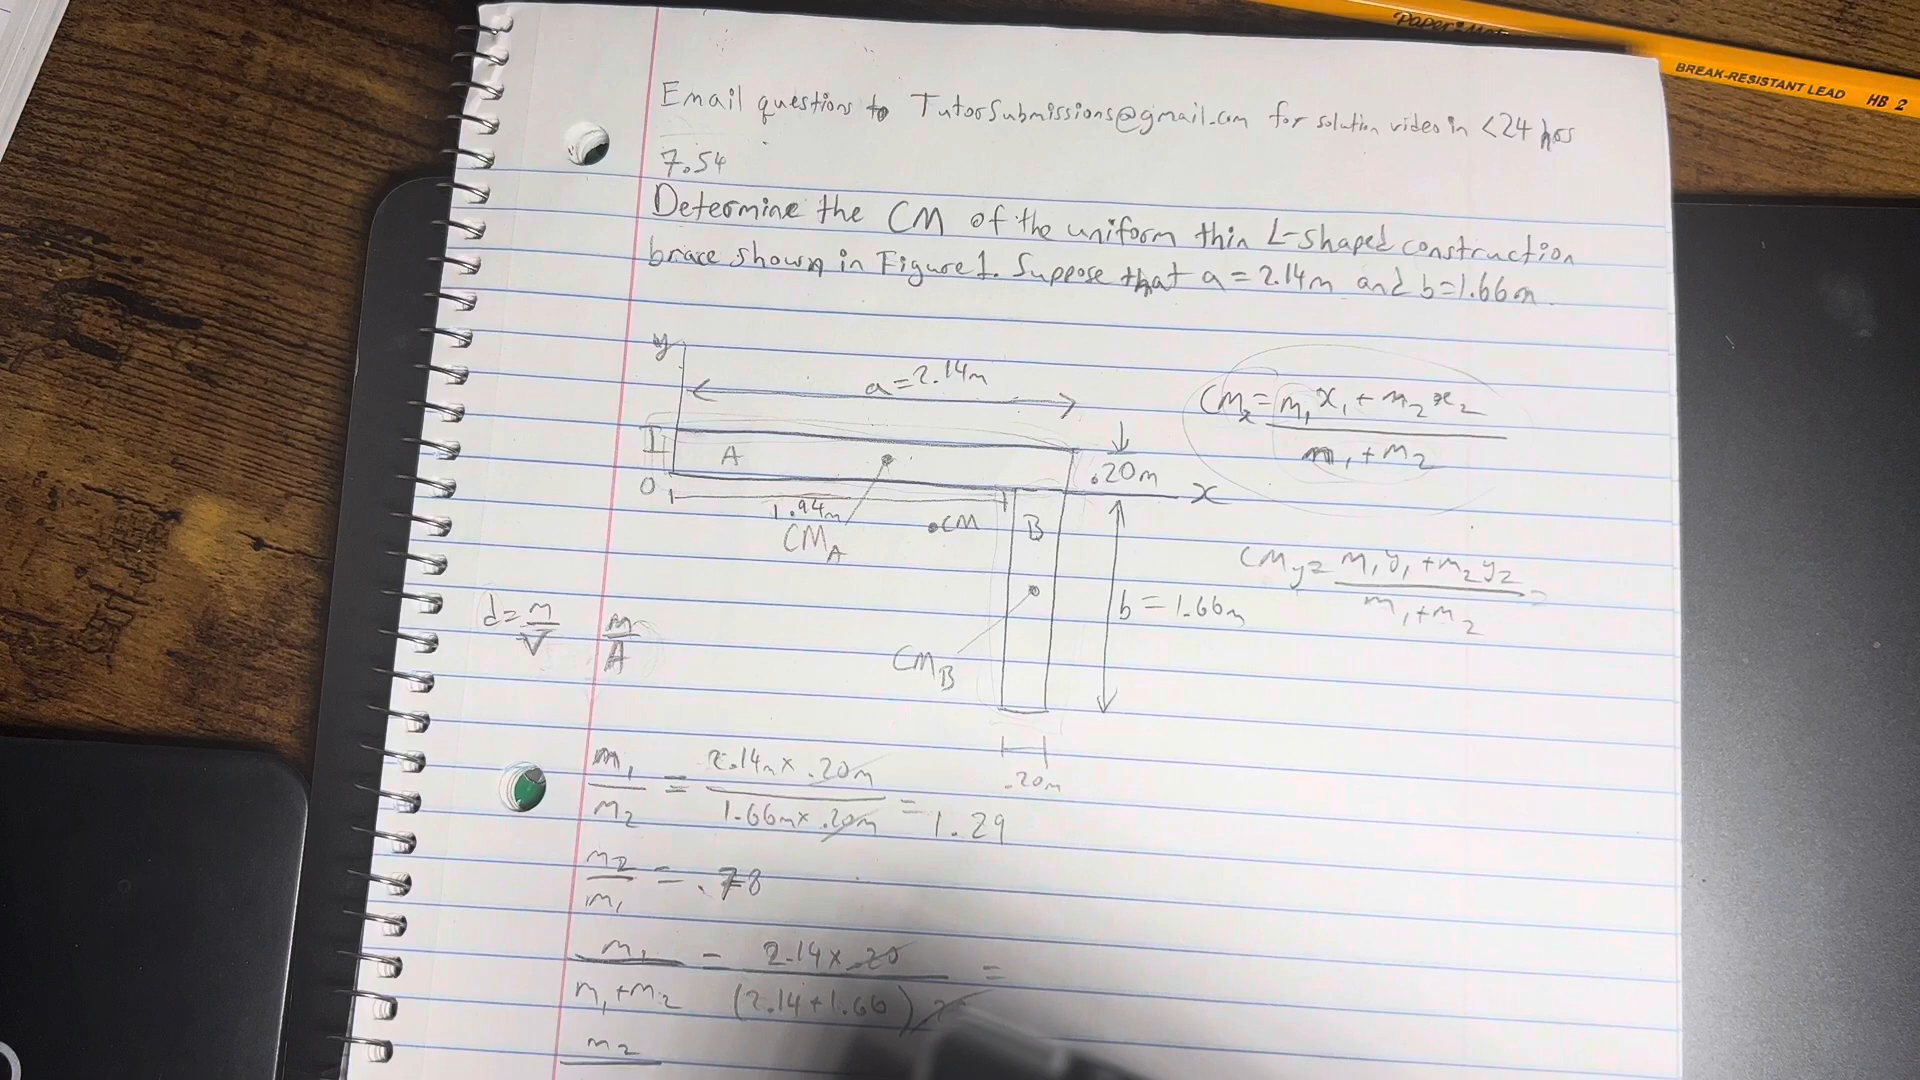 Paper Mate
BREAK-RESISTANT LEAD HB 2
Email questions to TutorSubmissions@gmail.com for solution video in <24 hrs
7.54
Determine the CM of the uniform thin L-shaped construction
brace shown in Figure 1. Suppose that a = 2.14m and b=1.66m.
y
a=2.14m
CMx = m1x1 + m2x2
m1 + m2
A
.20m
O
x
1.94m
.CM
B
CMA
CMy = m1y1 + m2y2 =
m1 + m2
d = m/V
m/A
b = 1.66m
CMB
m1/m2 = 2.14m x .20m / 1.66m x .20m = 1.29
.20m
m2/m1 = .78
m1 / m1 + m2 = 2.14 x .20 / (2.14 + 1.66) =
m2